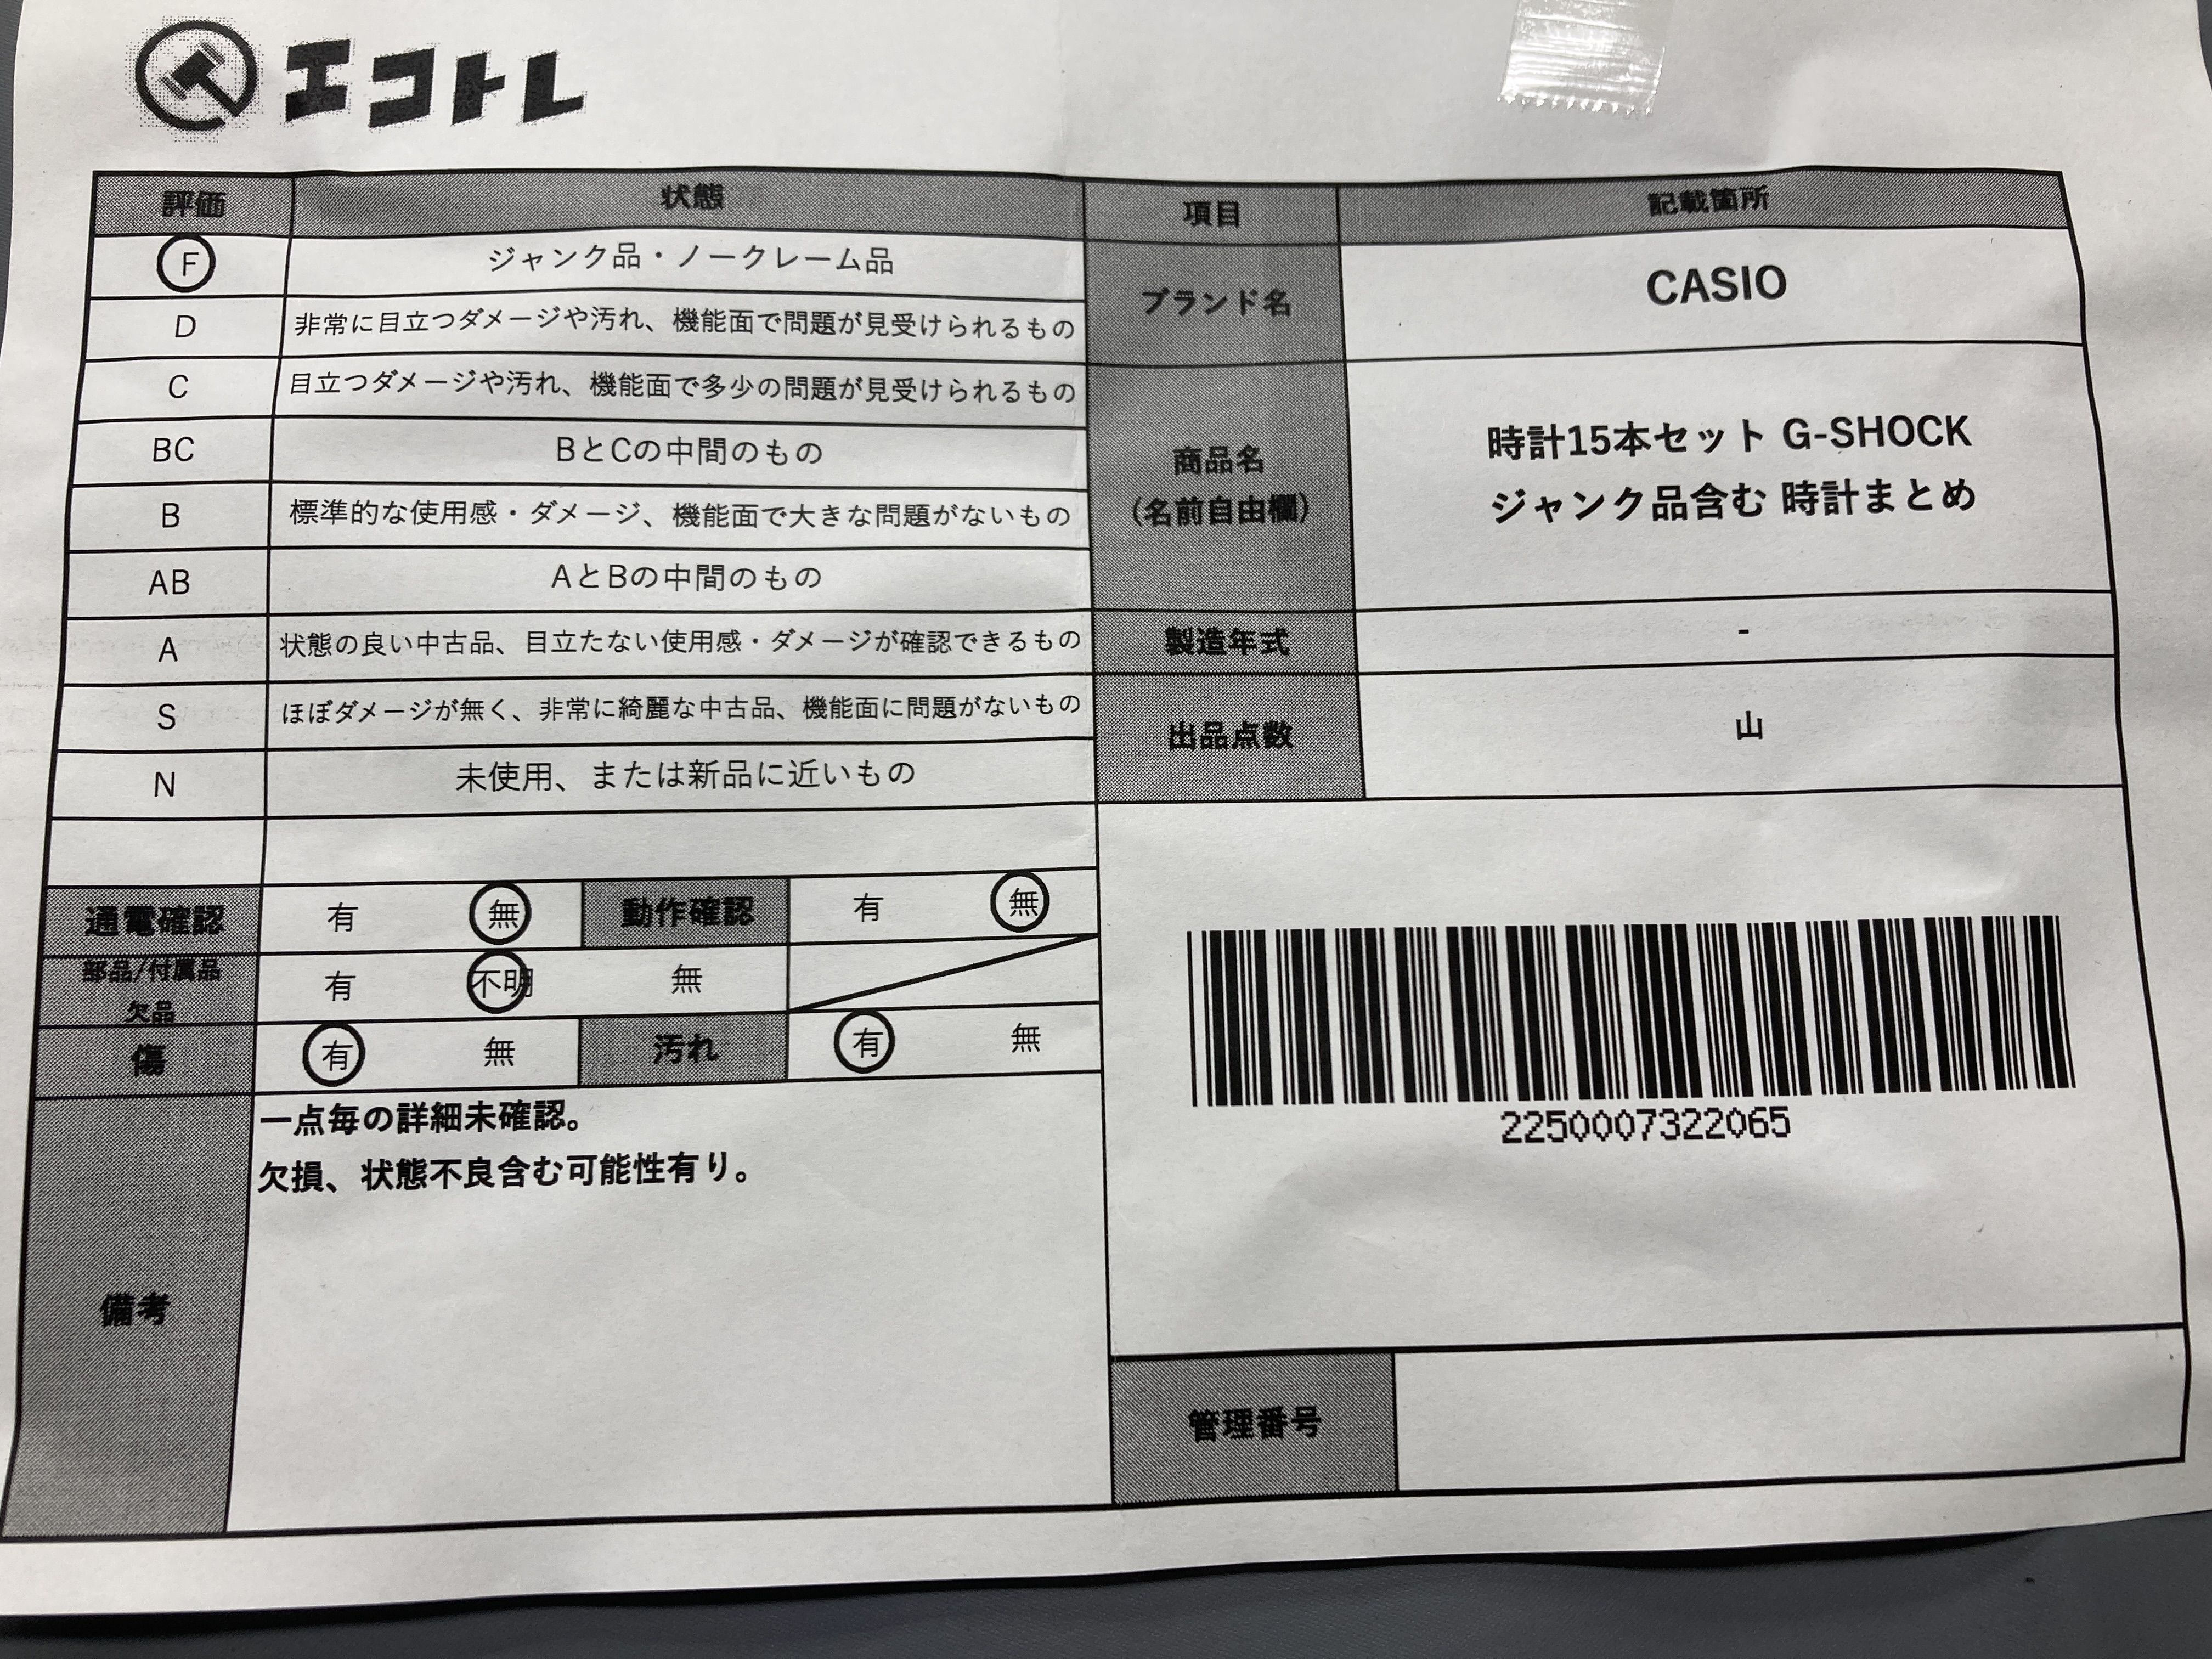 エコトレ
評価 状態
F ジャンク品・ノークレーム品
D 非常に目立つダメージや汚れ、機能面で問題が見受けられるもの
C 目立つダメージや汚れ、機能面で多少の問題が見受けられるもの
BC BとCの中間のもの
B 標準的な使用感・ダメージ、機能面で大きな問題がないもの
AB AとBの中間のもの
A 状態の良い中古品、目立たない使用感・ダメージが確認できるもの
S ほぼダメージが無く、非常に綺麗な中古品、機能面に問題がないもの
N 未使用、または新品に近いもの
通電確認 有 無 動作確認 有 無
部品/付属品
欠品 有 不明 無
傷 有 無 汚れ 有 無
備考
一点毎の詳細未確認。
欠損、状態不良含む可能性有り。
項目 記載箇所
ブランド名 CASIO
商品名
(名前自由欄)
時計15本セット G-SHOCK
ジャンク品含む 時計まとめ
製造年式 -
出品点数 山
2250007322065
管理番号